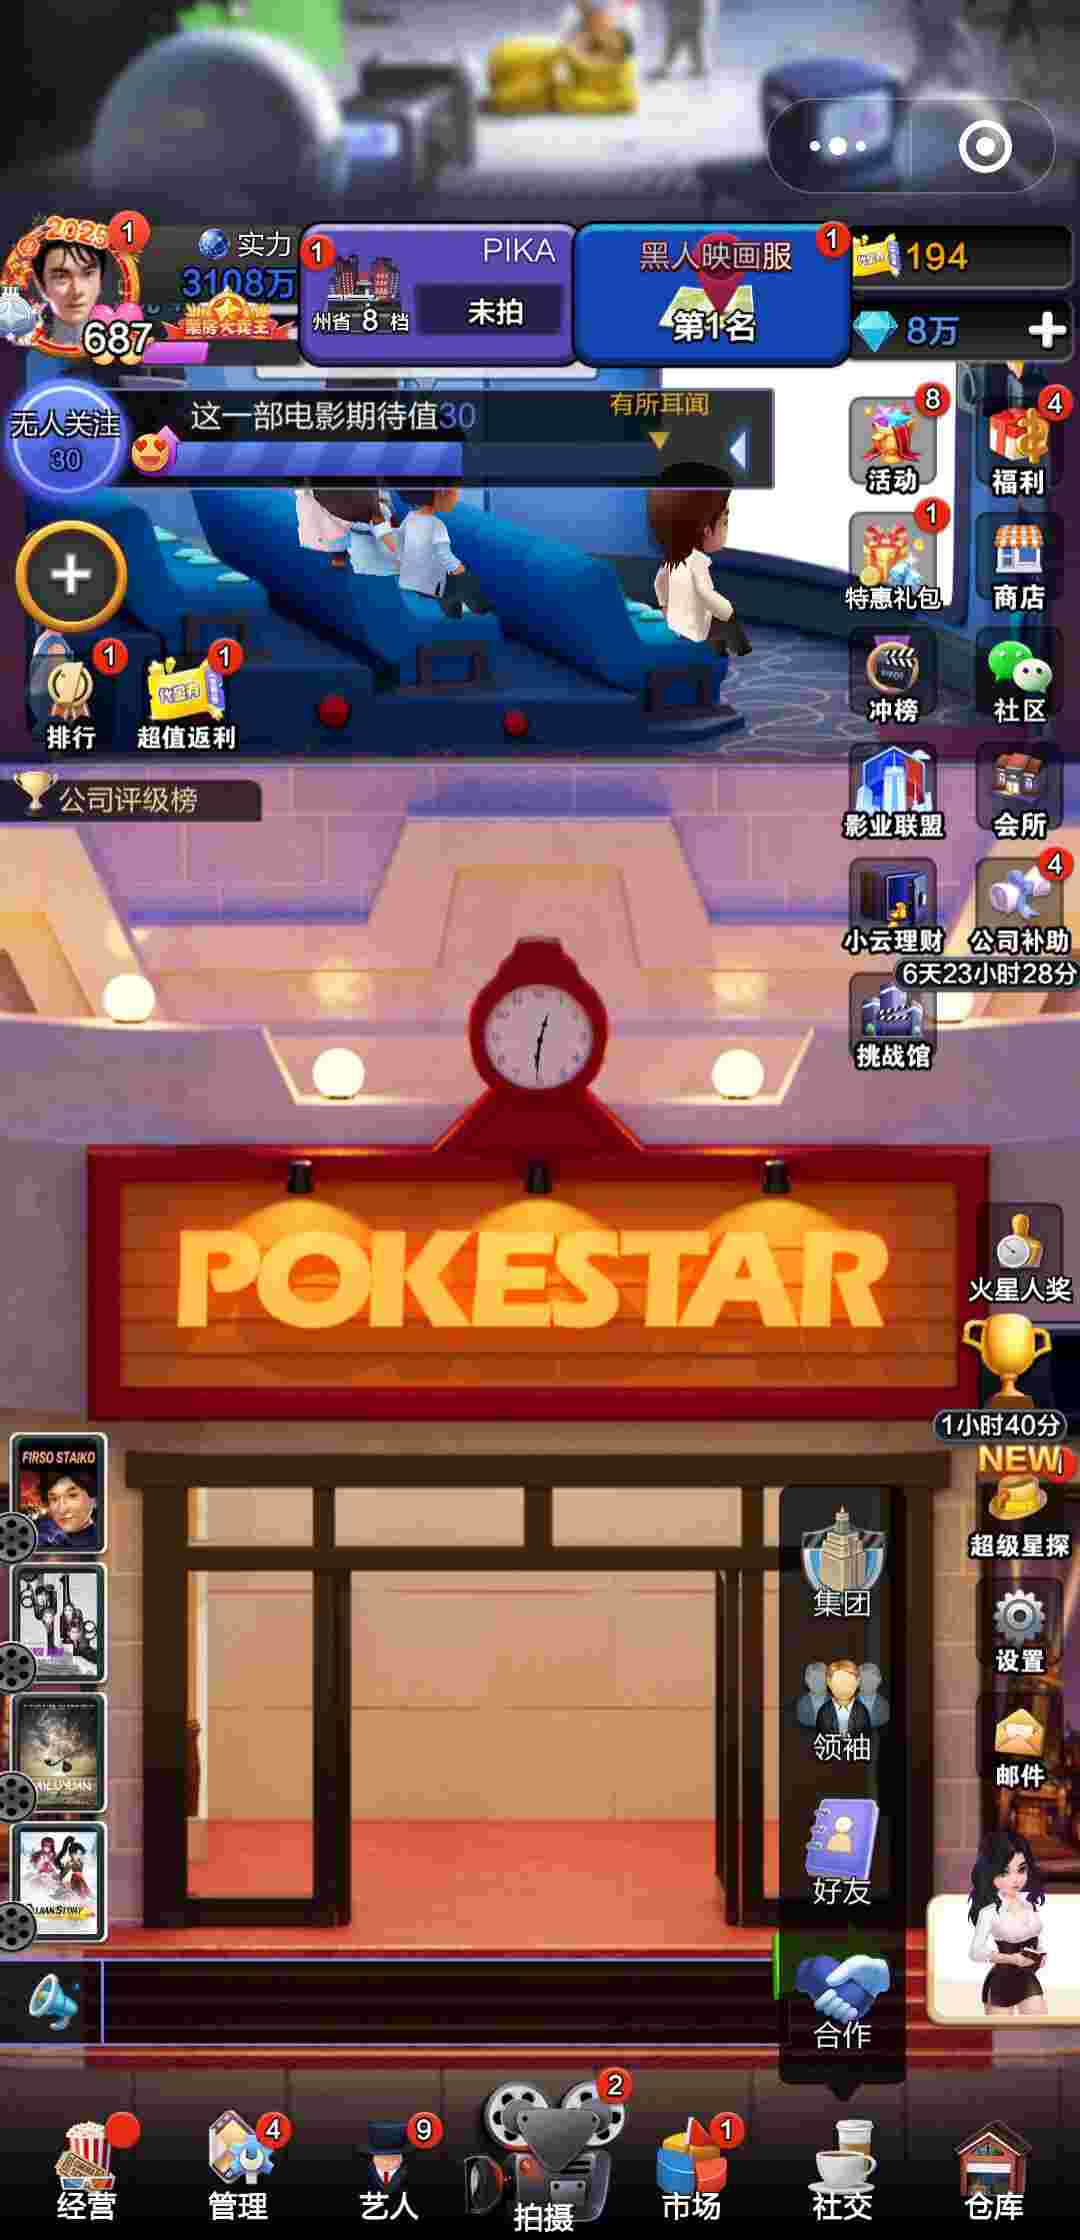 2025
1
实力
3108万
687
票房大赢王
1
PIKA
州省 8 档
未拍
黑人映画服
1
第1名
代金券
194
8万
无人关注
30
这一部电影期待值30
有所耳闻
8
活动
4
福利
1
特惠礼包
商店
1
排行
1
超值返利
冲榜
社区
公司评级榜
影业联盟
会所
小云理财
4
公司补助
6天23小时28分
挑战馆
POKESTAR
火星人奖
1小时40分
NEW
超级星探
FIRSO STAIKO
集团
设置
领袖
邮件
好友
合作
经营
4
管理
9
艺人
2
拍摄
1
市场
社交
仓库